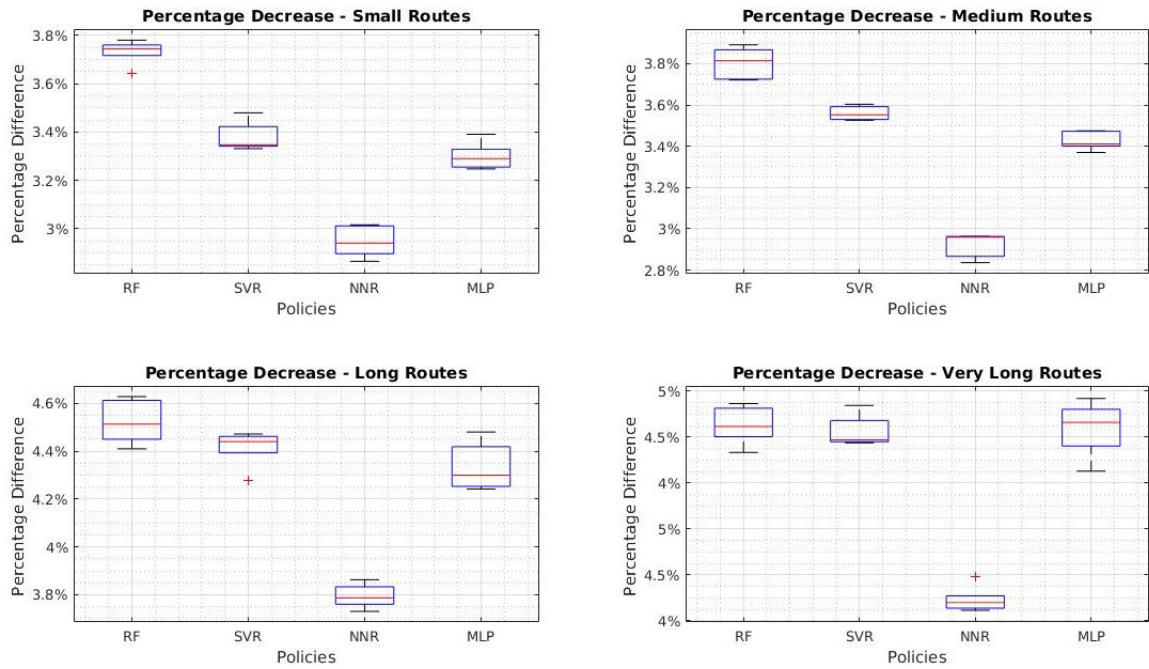 Percentage Decrease - Small Routes
Percentage Difference
3.8%
3.6%
3.4%
3.2%
3%
RF SVR NNR MLP
Policies
Percentage Decrease - Medium Routes
Percentage Difference
3.8%
3.6%
3.4%
3.2%
3%
2.8%
RF SVR NNR MLP
Policies
Percentage Decrease - Long Routes
Percentage Difference
4.6%
4.4%
4.2%
4%
3.8%
RF SVR NNR MLP
Policies
Percentage Decrease - Very Long Routes
Percentage Difference
5%
4.5%
4%
5%
4.5%
4%
RF SVR NNR MLP
Policies